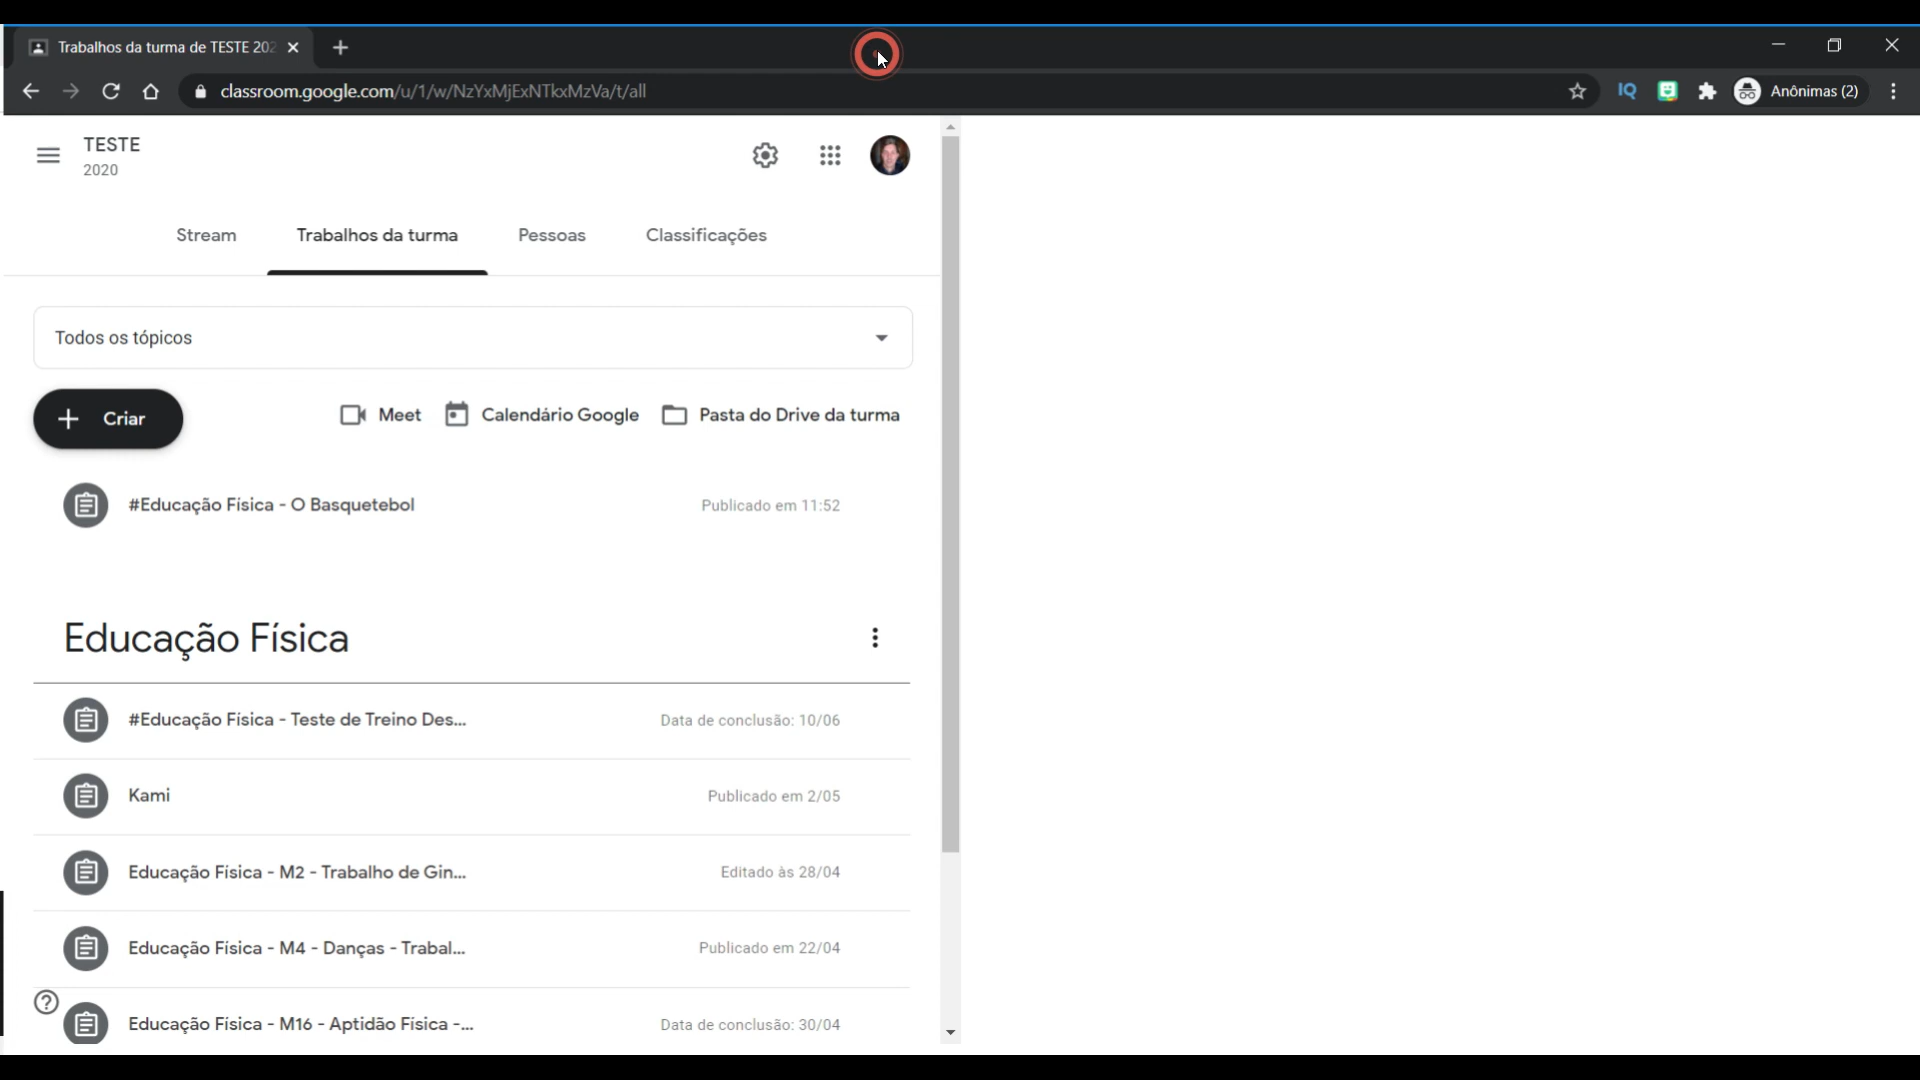 Trabalhos da turma de TESTE 202
classroom.google.com/u/1/w/NzYxMjExNTkxMzVa/t/all
IQ
Anônimas (2)
TESTE
2020
Stream
Trabalhos da turma
Pessoas
Classificações
Todos os tópicos
Criar
Meet
Calendário Google
Pasta do Drive da turma
#Educação Física - O Basquetebol
Publicado em 11:52
Educação Física
#Educação Física - Teste de Treino Des...
Data de conclusão: 10/06
Kami
Publicado em 2/05
Educação Física - M2 - Trabalho de Gin...
Editado às 28/04
Educação Física - M4 - Danças - Trabal...
Publicado em 22/04
Educação Física - M16 - Aptidão Física -...
Data de conclusão: 30/04